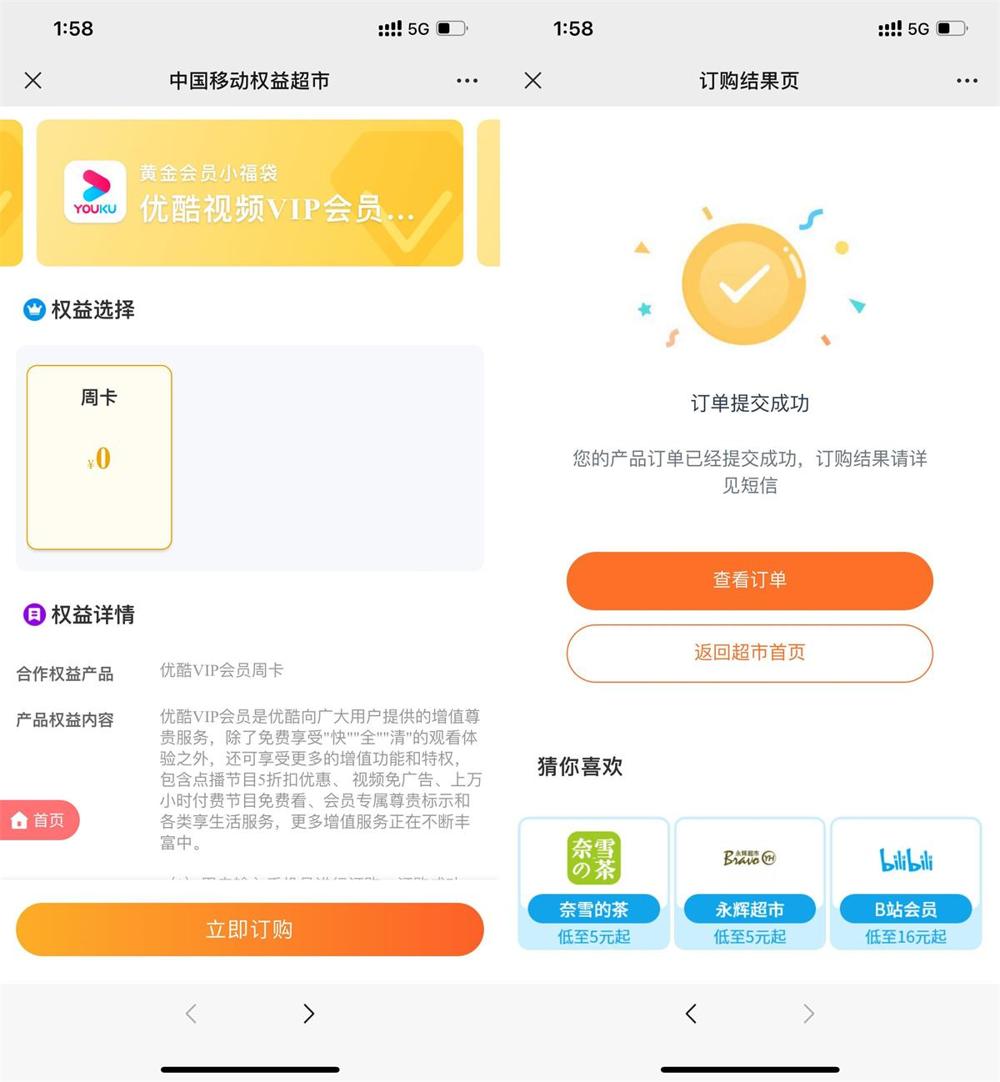 1:58
5G
中国移动权益超市
YOUKU
黄金会员小福袋
优酷视频VIP会员...
权益选择
周卡
¥0
权益详情
合作权益产品
优酷VIP会员周卡
产品权益内容
优酷VIP会员是优酷向广大用户提供的增值尊
贵服务，除了免费享受"快""全""清"的观看体
验之外，还可享受更多的增值功能和特权，
包含点播节目5折扣优惠、 视频免广告、上万
小时付费节目免费看、会员专属尊贵标示和
各类享生活服务，更多增值服务正在不断丰
富中。
首页
立即订购
1:58
5G
订购结果页
订单提交成功
您的产品订单已经提交成功，订购结果请详
见短信
查看订单
返回超市首页
猜你喜欢
奈雪の茶
奈雪的茶
低至5元起
永辉超市
Bravo YH
永辉超市
低至5元起
bilibili
B站会员
低至16元起